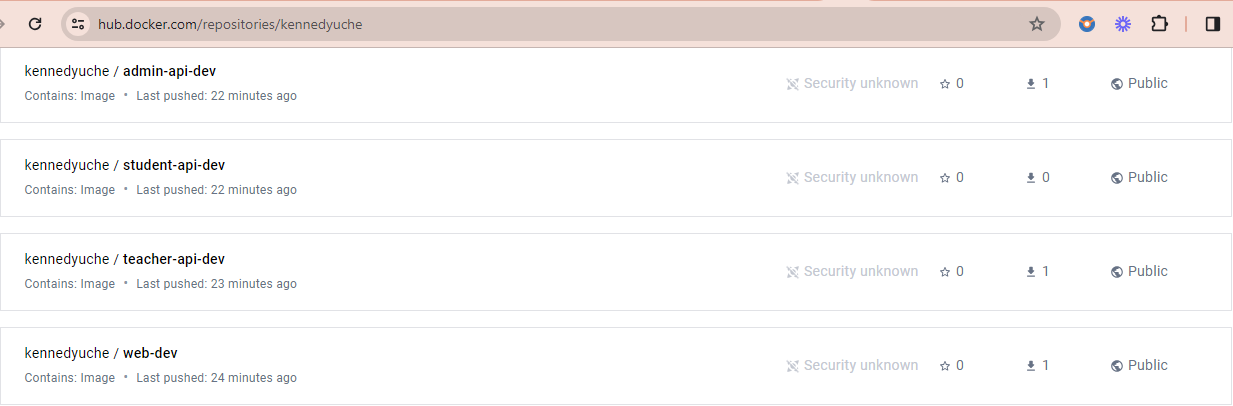 hub.docker.com/repositories/kennedyuche
kennedyuche / admin-api-dev
Contains: Image • Last pushed: 22 minutes ago
Security unknown 0 1 Public
kennedyuche / student-api-dev
Contains: Image • Last pushed: 22 minutes ago
Security unknown 0 0 Public
kennedyuche / teacher-api-dev
Contains: Image • Last pushed: 23 minutes ago
Security unknown 0 1 Public
kennedyuche / web-dev
Contains: Image • Last pushed: 24 minutes ago
Security unknown 0 1 Public